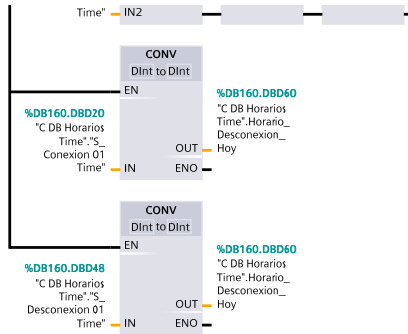 Time" IN2
CONV
DInt to DInt
EN
%DB160.DBD60
"C DB Horarios
Time".Horario_
Desconexion_
Hoy
%DB160.DBD20
"C DB Horarios
Time"."S_
Conexion 01
Time"
OUT
IN
ENO
CONV
DInt to DInt
EN
%DB160.DBD60
"C DB Horarios
Time".Horario_
Desconexion_
Hoy
%DB160.DBD48
"C DB Horarios
Time"."S_
Desconexion 01
Time"
OUT
IN
ENO